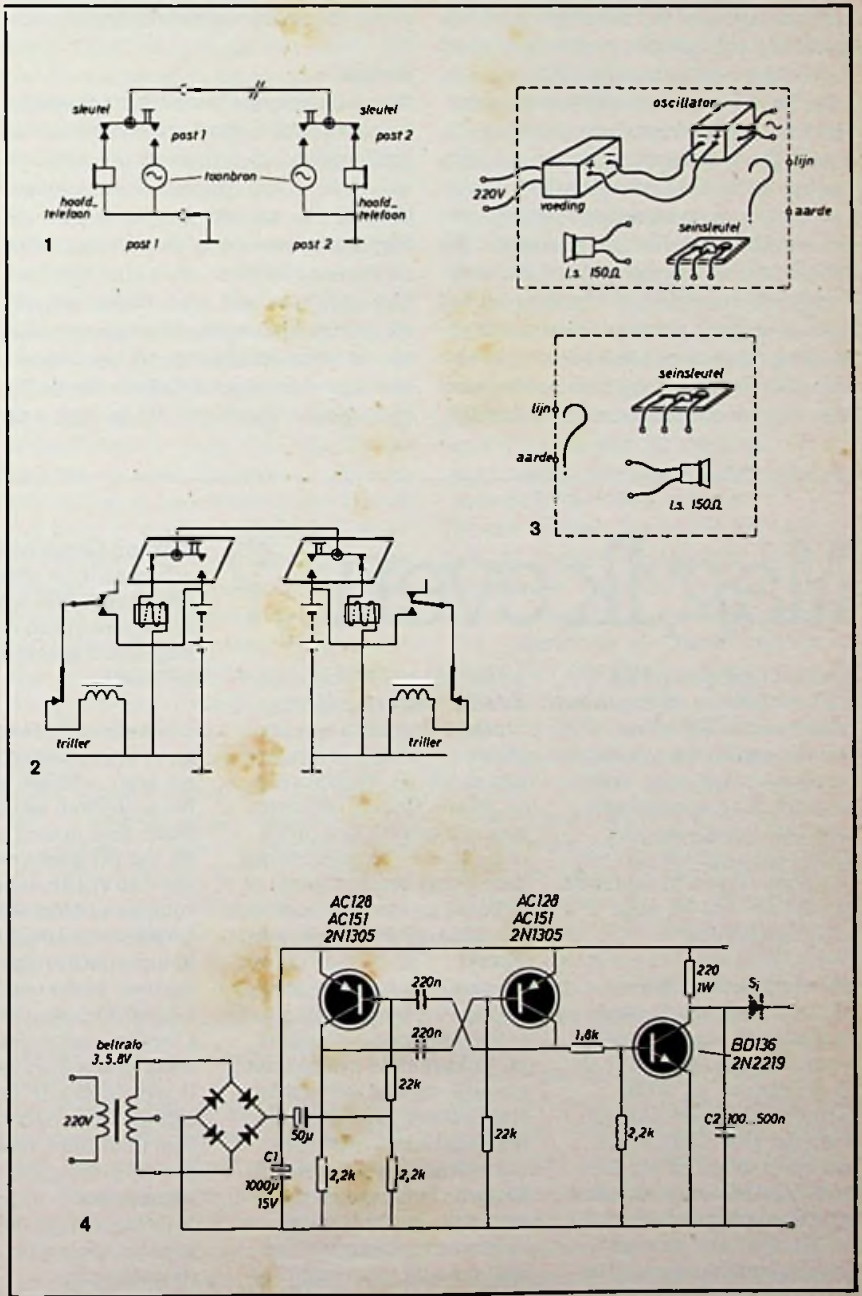 sleutel
post 1
sleutel
post 2
toonbron
hoofd_
telefoon
hoofd_
telefoon
1
post 1
post 2
oscillator
- +
+
-
~
220V
voeding
lijn
aarde
l.s. 150Ω
seinsleutel
seinsleutel
lijn
aarde
l.s. 150Ω
3
triller
triller
2
AC128
AC151
2N1305
AC128
AC151
2N1305
220n
220n
220
1W
Si
beltrafo
3..5..8V
1,8k
BD136
2N2219
22k
220V
50µ
22k
2,2k
C2 100...500n
C1
1000µ
15V
2,2k
2,2k
4